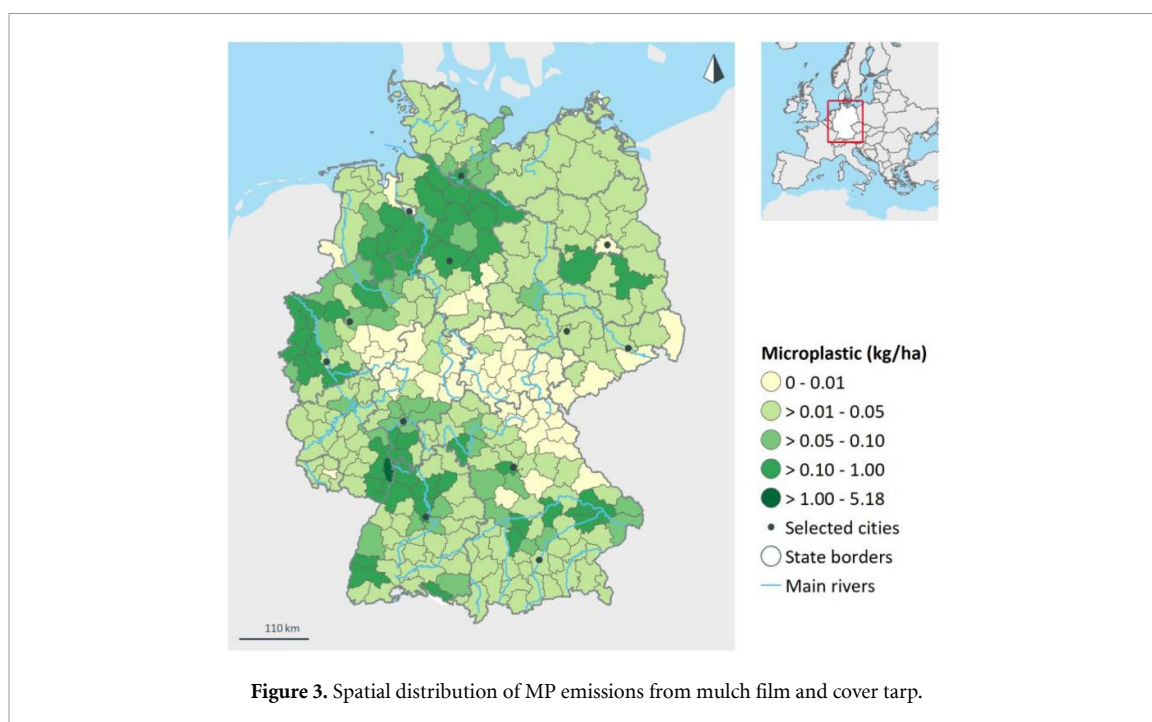 110 km
Microplastic (kg/ha)
0 - 0.01
> 0.01 - 0.05
> 0.05 - 0.10
> 0.10 - 1.00
> 1.00 - 5.18
Selected cities
State borders
Main rivers
Figure 3. Spatial distribution of MP emissions from mulch film and cover tarp.